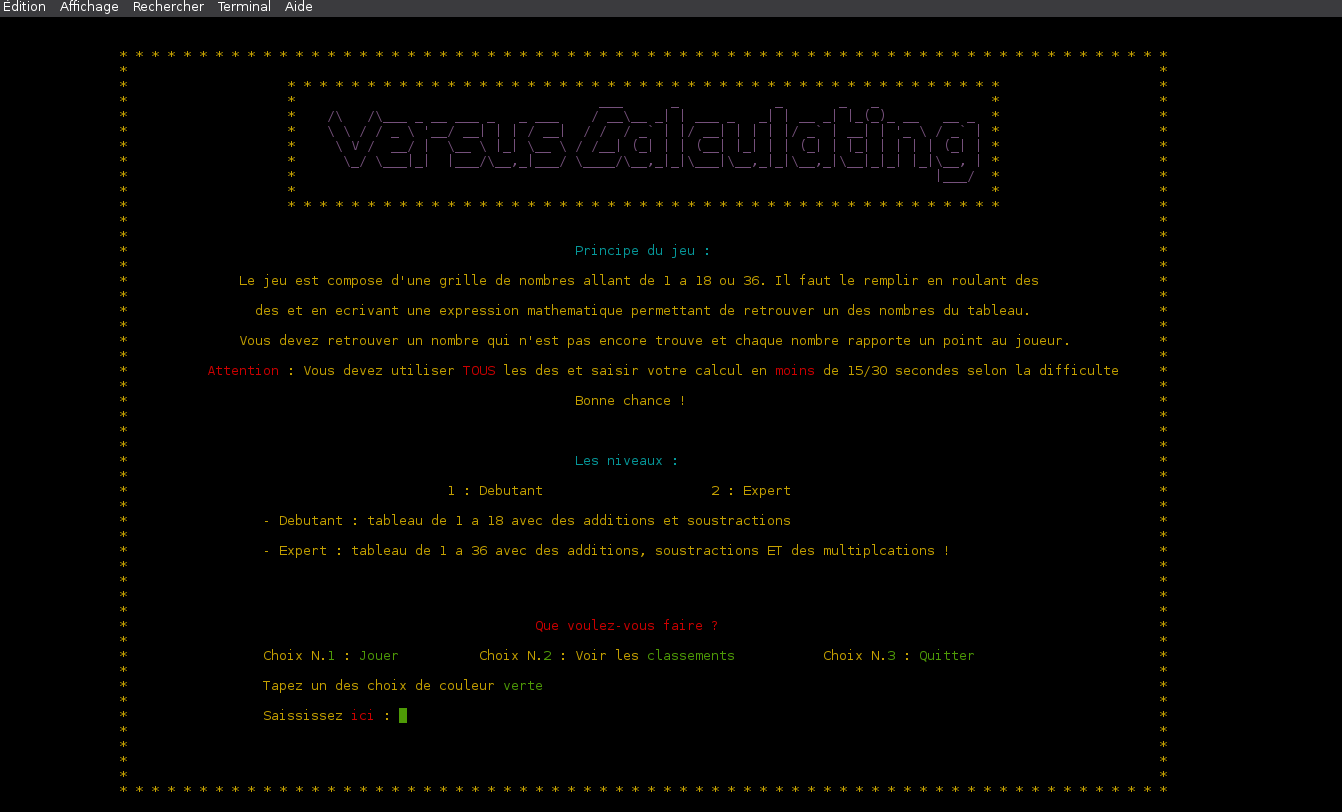 Édition Affichage Rechercher Terminal Aide
Versus Calculating
Principe du jeu :
Le jeu est compose d'une grille de nombres allant de 1 a 18 ou 36. Il faut le remplir en roulant des
des et en ecrivant une expression mathematique permettant de retrouver un des nombres du tableau.
Vous devez retrouver un nombre qui n'est pas encore trouve et chaque nombre rapporte un point au joueur.
Attention : Vous devez utiliser TOUS les des et saisir votre calcul en moins de 15/30 secondes selon la difficulte
Bonne chance !
Les niveaux :
1 : Debutant 2 : Expert
- Debutant : tableau de 1 a 18 avec des additions et soustractions
- Expert : tableau de 1 a 36 avec des additions, soustractions ET des multiplcations !
Que voulez-vous faire ?
Choix N.1 : Jouer Choix N.2 : Voir les classements Choix N.3 : Quitter
Tapez un des choix de couleur verte
Saississez ici :